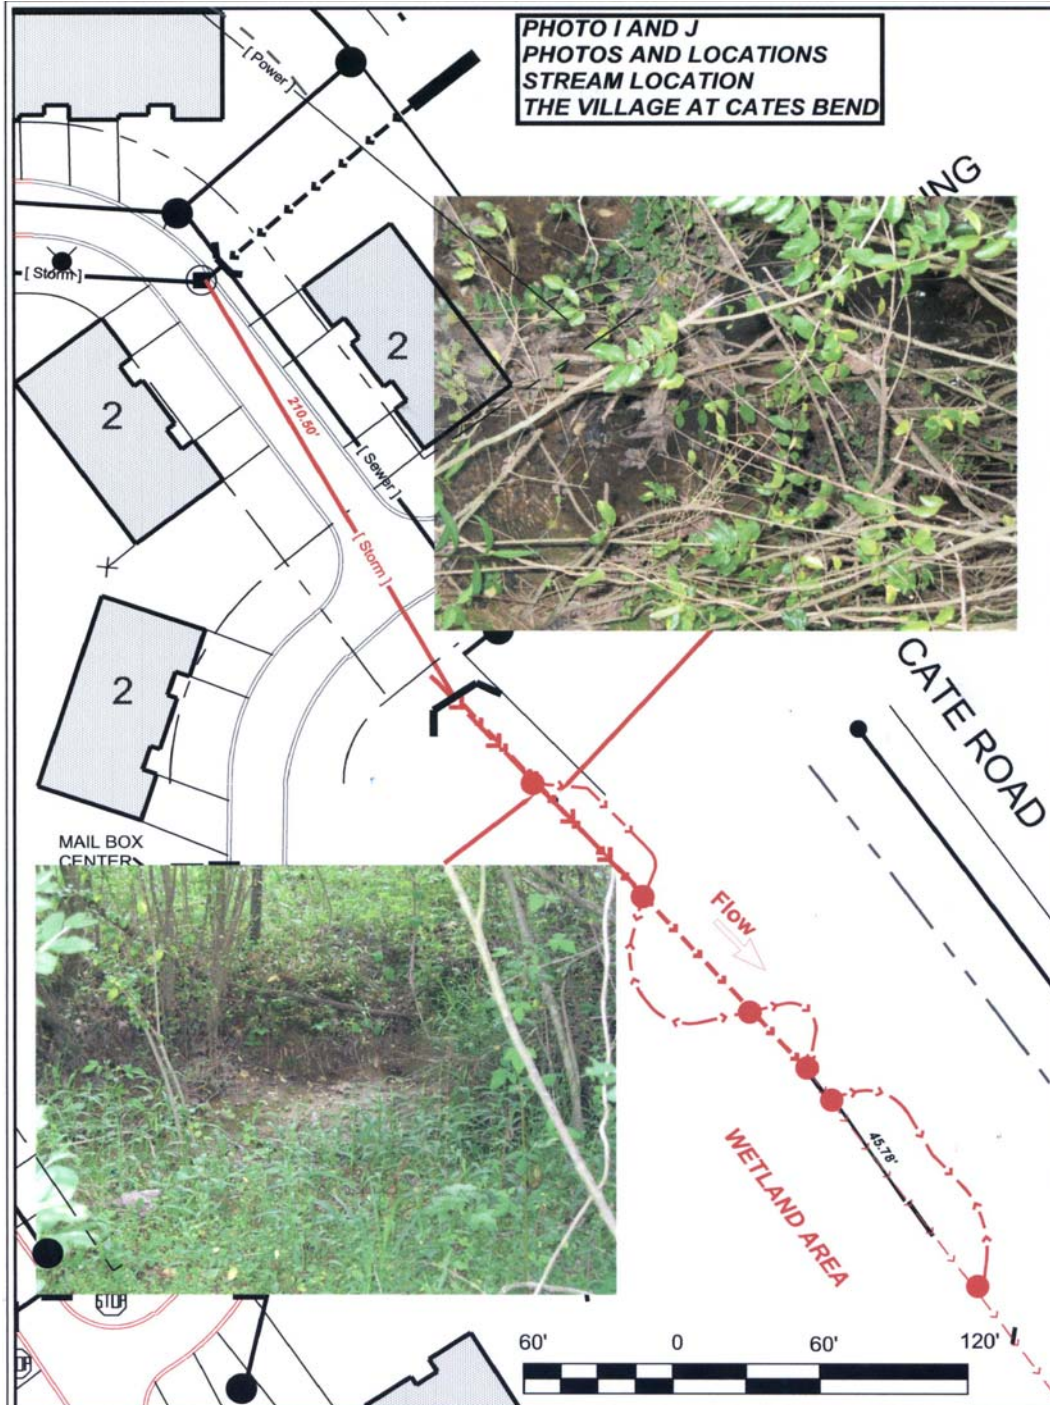 PHOTO I AND J
PHOTOS AND LOCATIONS
STREAM LOCATION
THE VILLAGE AT CATES BEND
[ Power ]
[ Storm ]
2
2
210.50'
[ Sewer ]
[ Storm ]
2
CATE ROAD
MAIL BOX
CENTER
Flow
45.78'
WETLAND AREA
60' 0 60' 120'